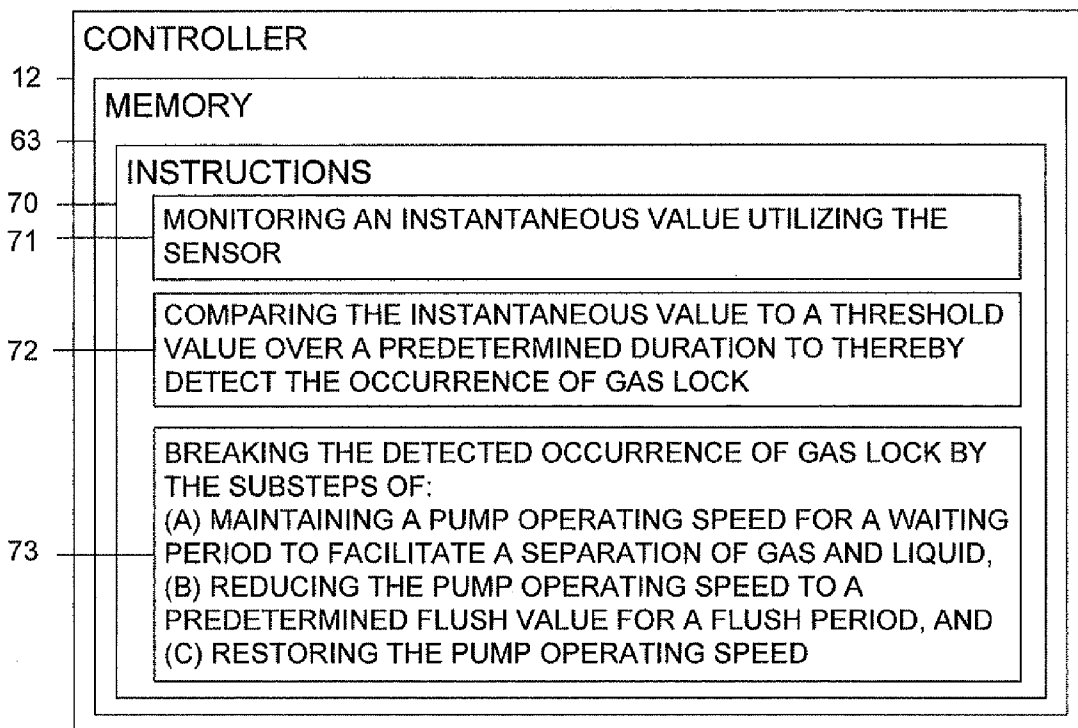 CONTROLLER
12
MEMORY
63
INSTRUCTIONS
70
71
MONITORING AN INSTANTANEOUS VALUE UTILIZING THE
SENSOR
72
COMPARING THE INSTANTANEOUS VALUE TO A THRESHOLD
VALUE OVER A PREDETERMINED DURATION TO THEREBY
DETECT THE OCCURRENCE OF GAS LOCK
73
BREAKING THE DETECTED OCCURRENCE OF GAS LOCK BY
THE SUBSTEPS OF:
(A) MAINTAINING A PUMP OPERATING SPEED FOR A WAITING
PERIOD TO FACILITATE A SEPARATION OF GAS AND LIQUID,
(B) REDUCING THE PUMP OPERATING SPEED TO A
PREDETERMINED FLUSH VALUE FOR A FLUSH PERIOD, AND
(C) RESTORING THE PUMP OPERATING SPEED